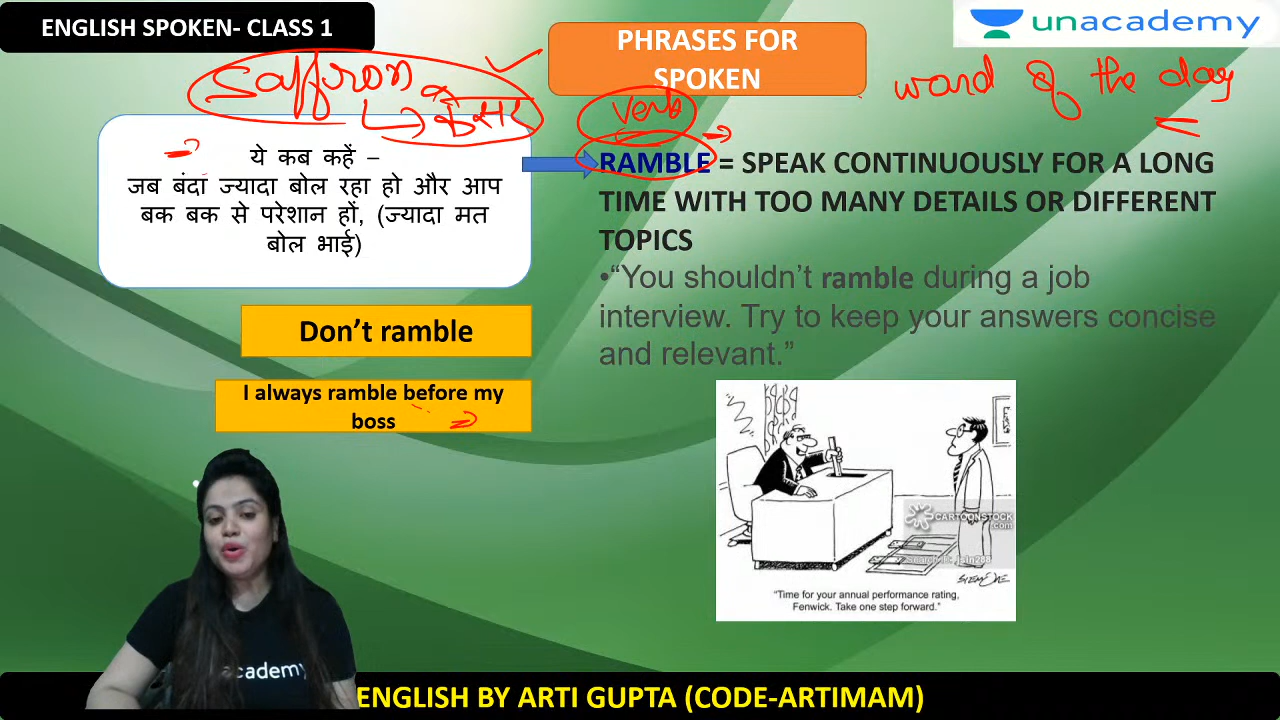 ENGLISH SPOKEN- CLASS 1
PHRASES FOR
SPOKEN
unacademy
word of the day
Saffron
केसर
verb
ये कब कहें –
जब बंदा ज्यादा बोल रहा हो और आप
बक बक से परेशान हों, (ज्यादा मत
बोल भाई)
RAMBLE = SPEAK CONTINUOUSLY FOR A LONG
TIME WITH TOO MANY DETAILS OR DIFFERENT
TOPICS
•“You shouldn’t ramble during a job
interview. Try to keep your answers concise
and relevant.”
Don’t ramble
I always ramble before my
boss
CARTOONSTOCK
.com
"Time for your annual performance rating,
Fenwick. Take one step forward."
unacademy
ENGLISH BY ARTI GUPTA (CODE-ARTIMAM)